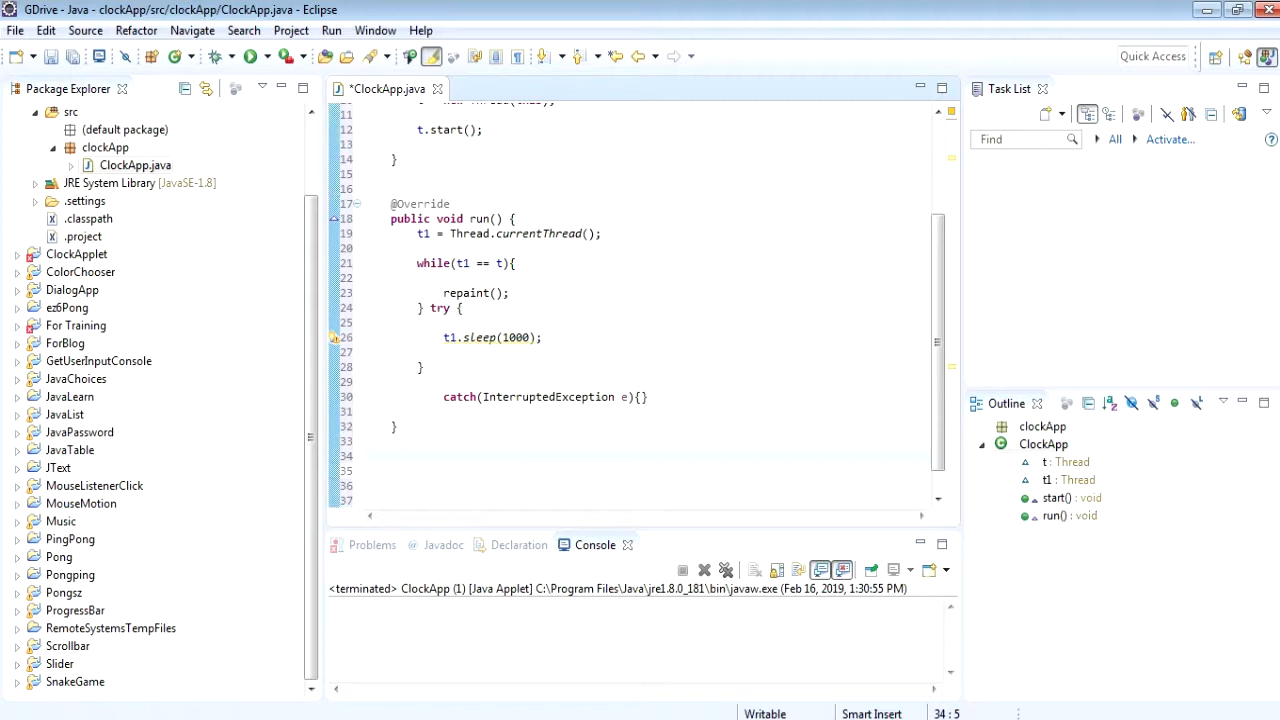 GDrive - Java - clockApp/src/clockApp/ClockApp.java - Eclipse
File Edit Source Refactor Navigate Search Project Run Window Help
Quick Access
Package Explorer
src
(default package)
clockApp
ClockApp.java
JRE System Library [JavaSE-1.8]
.settings
.classpath
.project
ClockApplet
ColorChooser
DialogApp
ez6Pong
For Training
ForBlog
GetUserInputConsole
JavaChoices
JavaLearn
JavaList
JavaPassword
JavaTable
JText
MouseListenerClick
MouseMotion
Music
PingPong
Pong
Pongping
Pongsz
ProgressBar
RemoteSystemsTempFiles
Scrollbar
Slider
SnakeGame
*ClockApp.java
11
12 t.start();
13
14 }
15
16
17 @Override
18 public void run() {
19 t1 = Thread.currentThread();
20
21 while(t1 == t){
22
23 repaint();
24 } try {
25
26 t1.sleep(1000);
27
28 }
29
30 catch(InterruptedException e){}
31
32 }
33
34
35
36
37
Problems @ Javadoc Declaration Console
<terminated> ClockApp (1) [Java Applet] C:\Program Files\Java\jre1.8.0_181\bin\javaw.exe (Feb 16, 2019, 1:30:55 PM)
Task List
Find All Activate...
Outline
clockApp
ClockApp
t : Thread
t1 : Thread
start() : void
run() : void
Writable Smart Insert 34 : 5